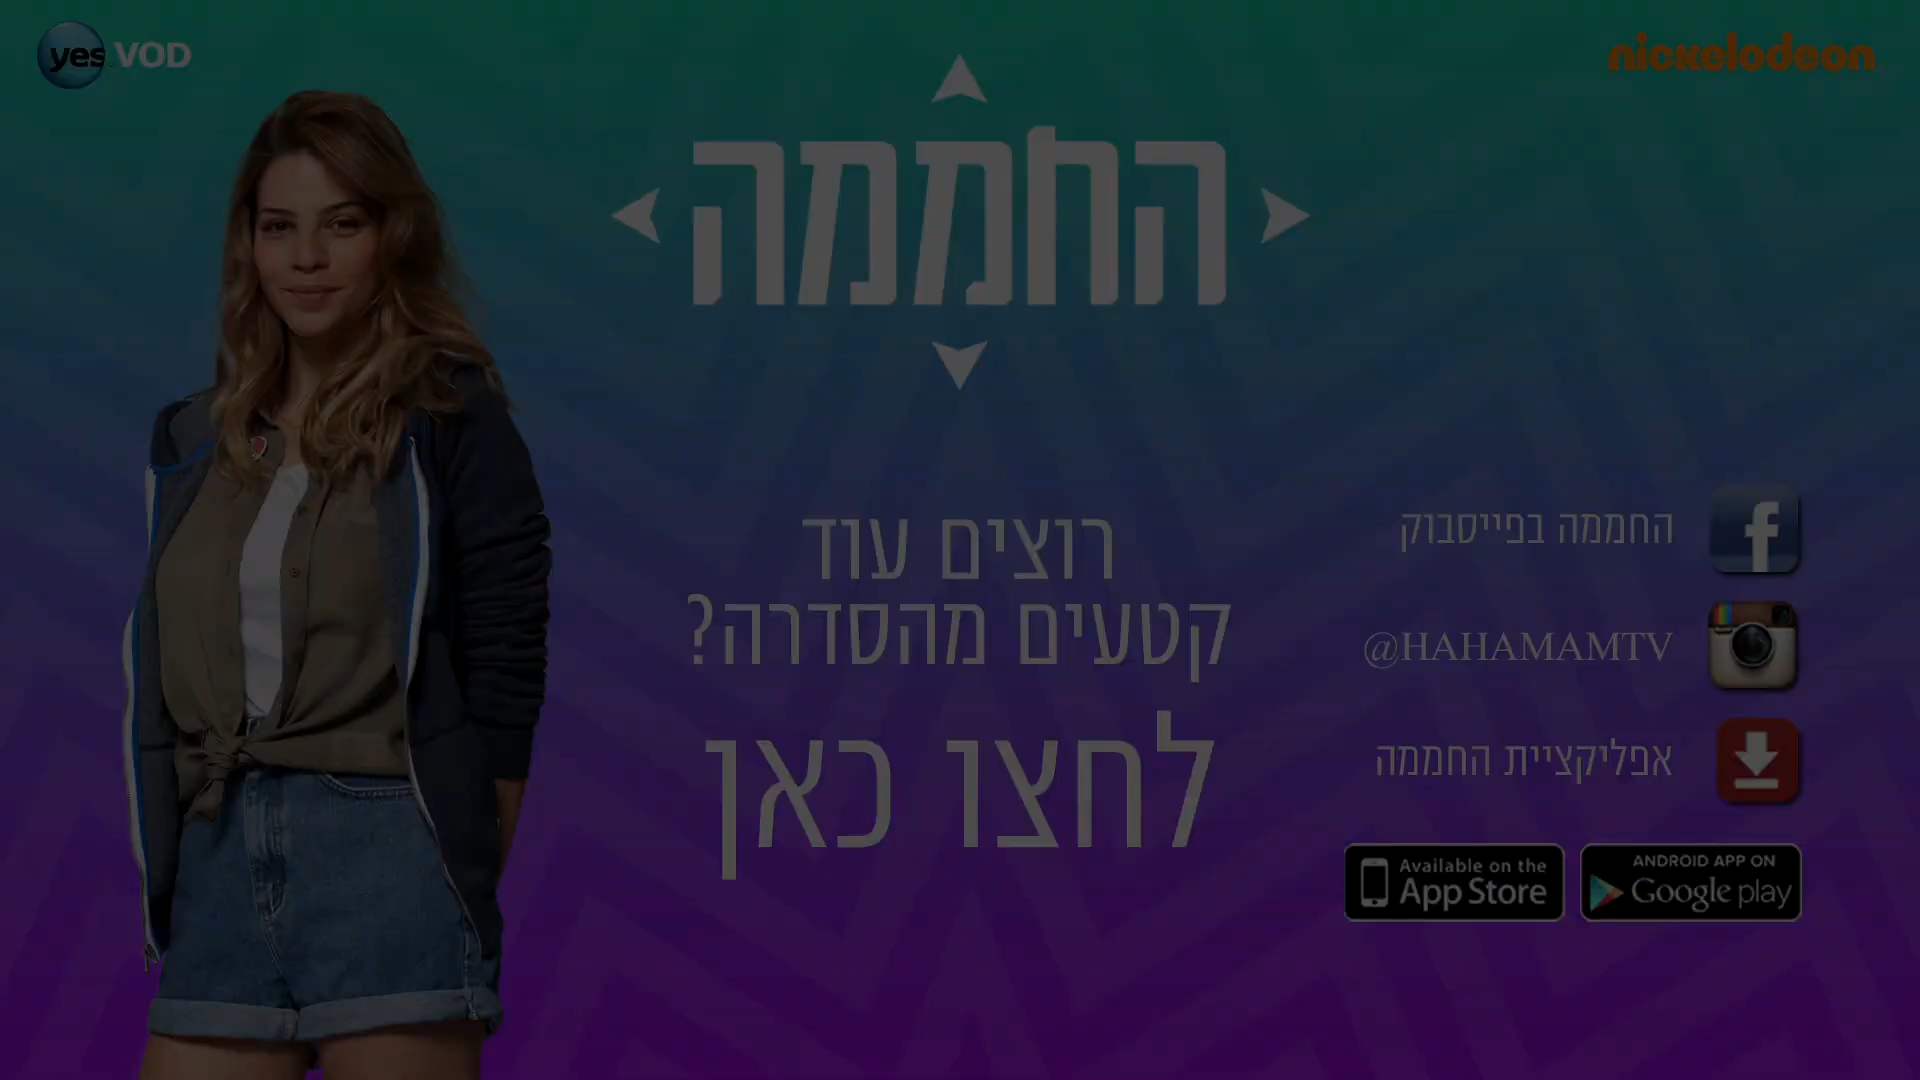 yes VOD
nickelodeon
החממה
רוצים עוד
קטעים מהסדרה?
לחצו כאן
החממה בפייסבוק
@HAHAMAMTV
אפליקציית החממה
Available on the
App Store
ANDROID APP ON
Google play